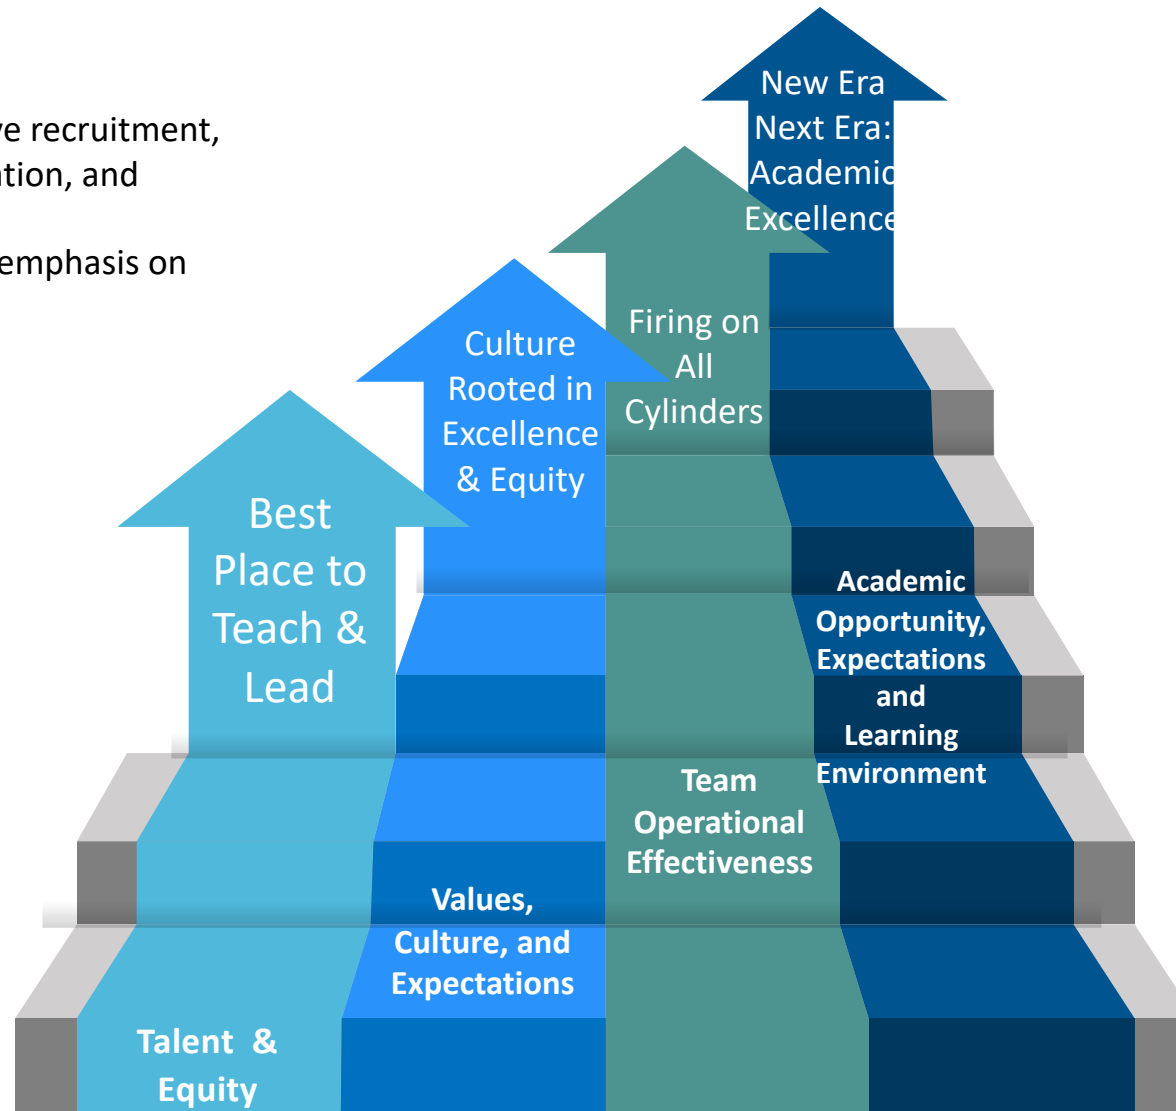 recruitment,
and
emphasis on
New Era
Next Era:
Academic
Excellence
Firing on
All
Cylinders
Culture
Rooted in
Excellence
& Equity
Best
Place to
Teach &
Lead
Academic
Opportunity,
Expectations
and
Learning
Environment
Team
Operational
Effectiveness
Values,
Culture, and
Expectations
Talent &
Equity